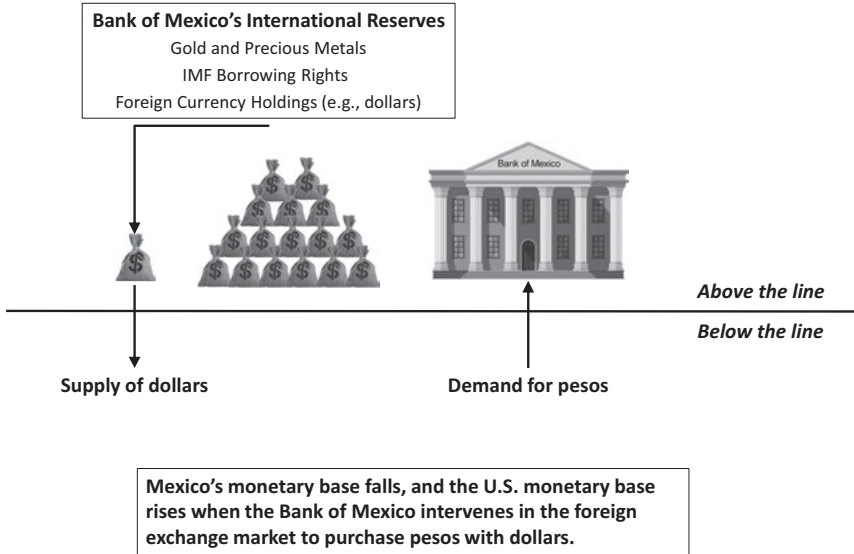 Bank of Mexico's International Reserves
Gold and Precious Metals
IMF Borrowing Rights
Foreign Currency Holdings (e.g., dollars)
Bank of Mexico
$ $
$ $ $
$ $ $ $ $
$ $ $ $ $ $ $
Above the line
Below the line
Supply of dollars
Demand for pesos
Mexico's monetary base falls, and the U.S. monetary base
rises when the Bank of Mexico intervenes in the foreign
exchange market to purchase pesos with dollars.